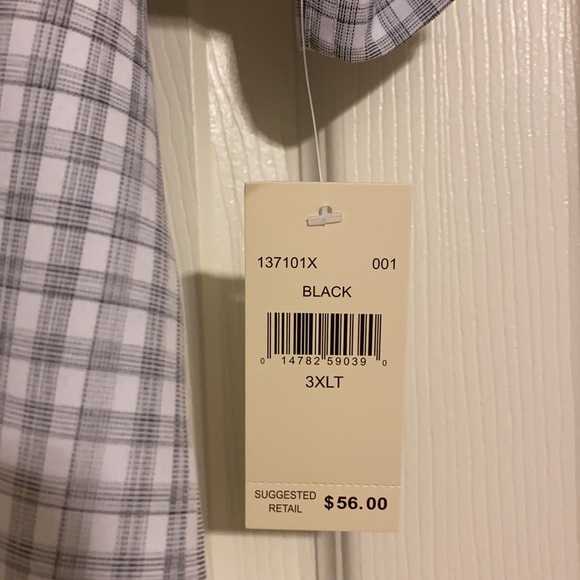 137101X 001
BLACK
0 14782 59039 0
3XLT
SUGGESTED
RETAIL $56.00